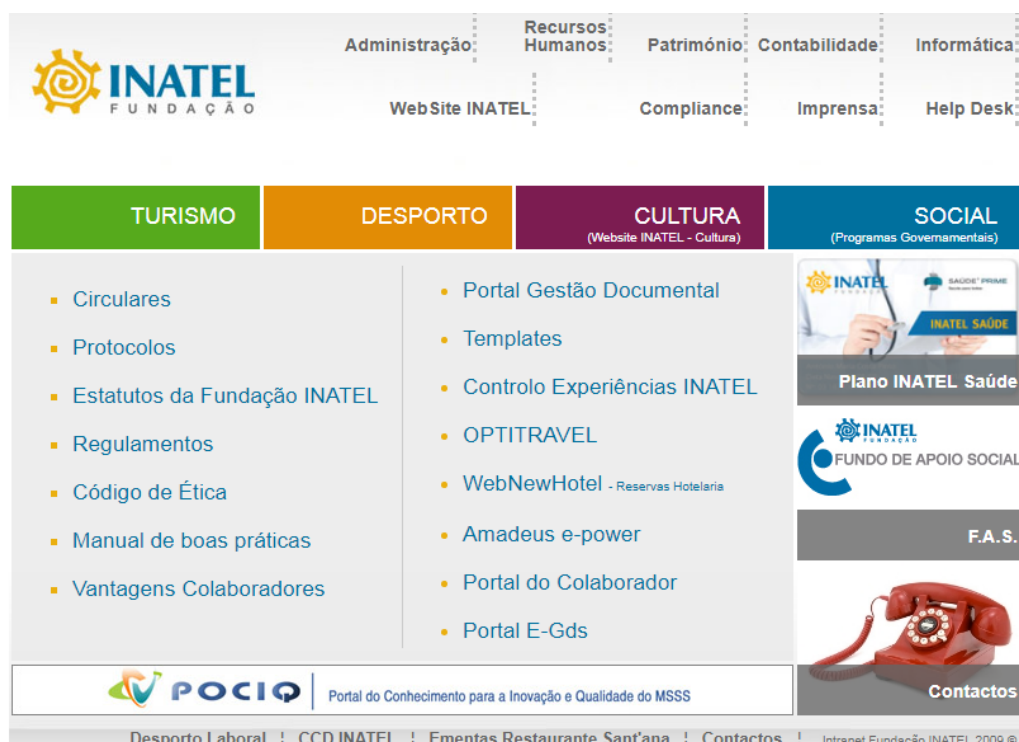 INATEL
FUNDAÇÃO
Administração
Recursos
Humanos
Património
Contabilidade
Informática
WebSite INATEL
Compliance
Imprensa
Help Desk
TURISMO
DESPORTO
CULTURA
(Website INATEL - Cultura)
SOCIAL
(Programas Governamentais)
Circulares
Protocolos
Estatutos da Fundação INATEL
Regulamentos
Código de Ética
Manual de boas práticas
Vantagens Colaboradores
Portal Gestão Documental
Templates
Controlo Experiências INATEL
OPTITRAVEL
WebNewHotel - Reservas Hotelaria
Amadeus e-power
Portal do Colaborador
Portal E-Gds
INATEL
SAÚDE PRIME
INATEL SAÚDE
Plano INATEL Saúde
INATEL
FUNDAÇÃO
FUNDO DE APOIO SOCIAL
F.A.S.
Contactos
POCIQ
Portal do Conhecimento para a Inovação e Qualidade do MSSS
Desporto Laboral ¦ CCD INATEL ¦ Ementas Restaurante Sant'ana ¦ Contactos ¦ Intranet Fundação INATEL 2009 ©